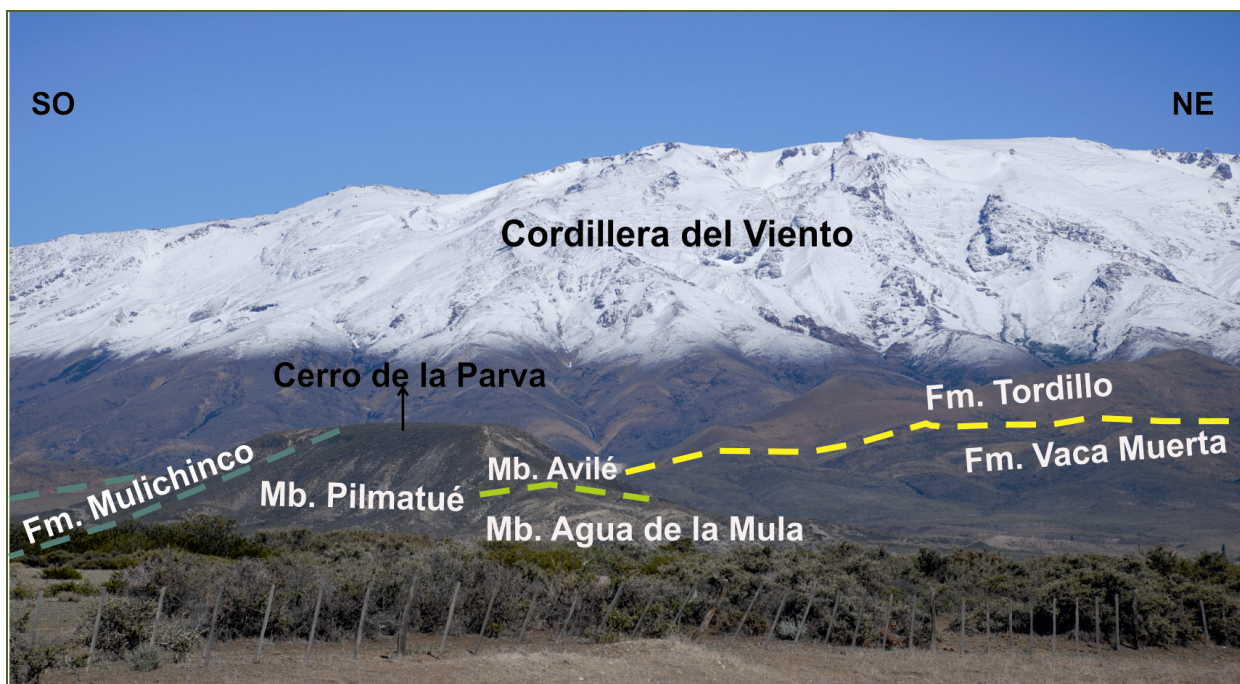 SO
NE
Cordillera del Viento
Cerro de la Parva
Fm. Tordillo
Fm. Vaca Muerta
Fm. Mulichinco
Mb. Avilé
Mb. Pilmatué
Mb. Agua de la Mula